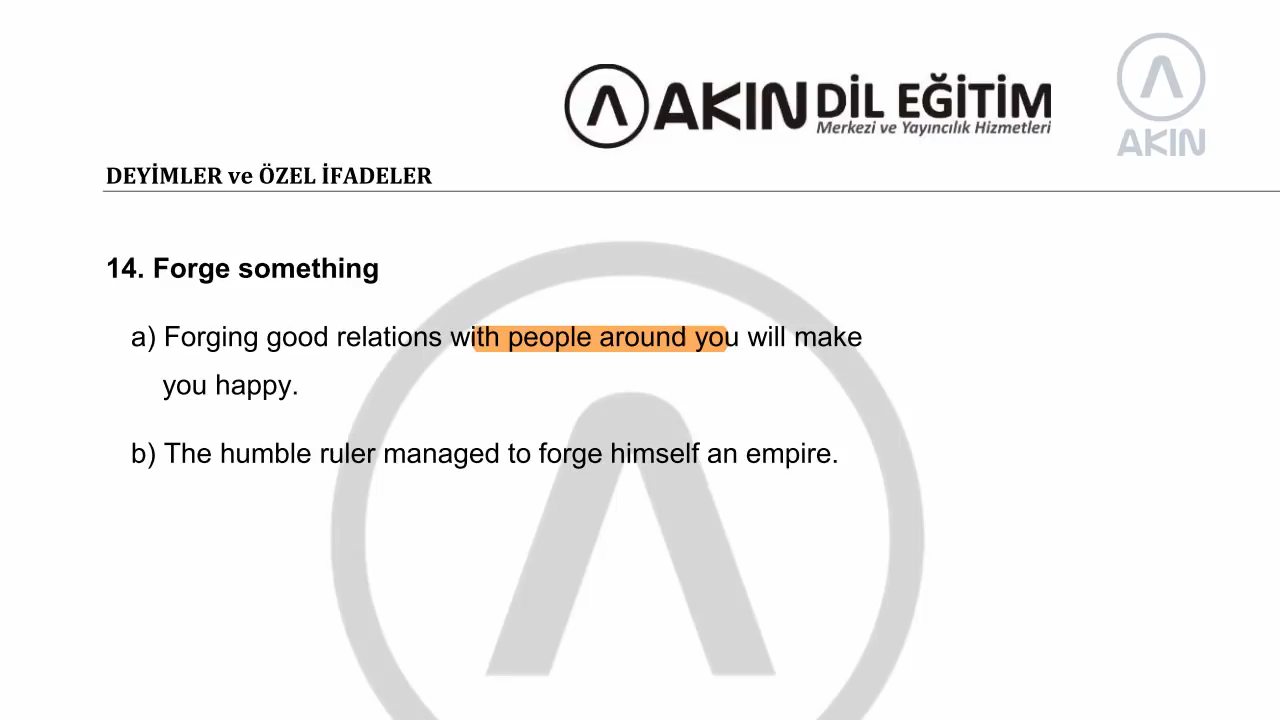 AKIN DİL EĞİTİM
Merkezi ve Yayıncılık Hizmetleri
AKIN
DEYİMLER ve ÖZEL İFADELER
14. Forge something
a) Forging good relations with people around you will make
you happy.
b) The humble ruler managed to forge himself an empire.